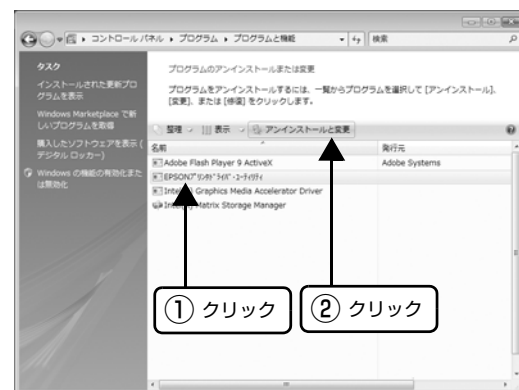 コントロール パネル ▸ プログラム ▸ プログラムと機能
検索
タスク
インストールされた更新プロ
グラムを表示
Windows Marketplace で新
しいプログラムを取得
購入したソフトウェアを表示 (
デジタル ロッカー)
Windows の機能の有効化また
は無効化
プログラムのアンインストールまたは変更
プログラムをアンインストールするには、一覧からプログラムを選択して [アンインストール]、
[変更]、または [修復] をクリックします。
整理 表示 アンインストールと変更
名前 発行元
Adobe Flash Player 9 ActiveX Adobe Systems
EPSONプリンタドライバ・ユーティリティ
Graphics Media Accelerator Driver
Matrix Storage Manager
① クリック ② クリック